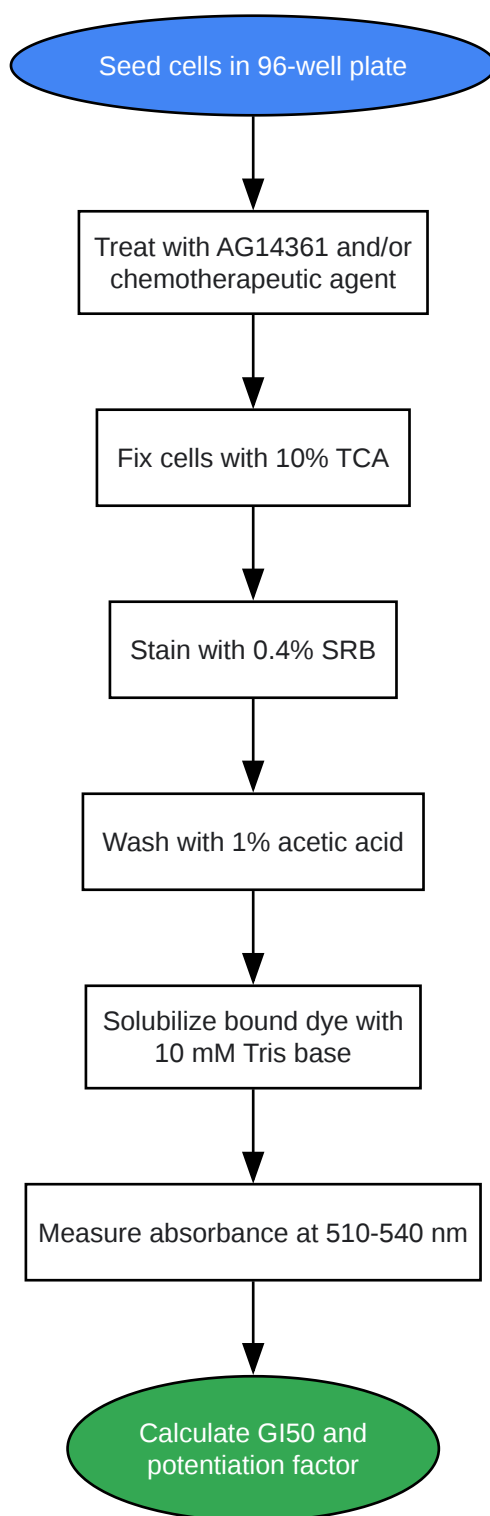 Seed cells in 96-well plate
Treat with AG14361 and/or
chemotherapeutic agent
Fix cells with 10% TCA
Stain with 0.4% SRB
Wash with 1% acetic acid
Solubilize bound dye with
10 mM Tris base
Measure absorbance at 510-540 nm
Calculate GI50 and
potentiation factor